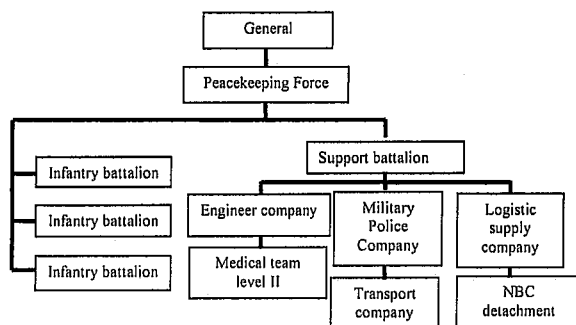 General
Peacekeeping Force
Support battalion
Infantry battalion
Infantry battalion
Infantry battalion
Engineer company
Medical team
level II
Military
Police
Company
Transport
company
Logistic
supply
company
NBC
detachment